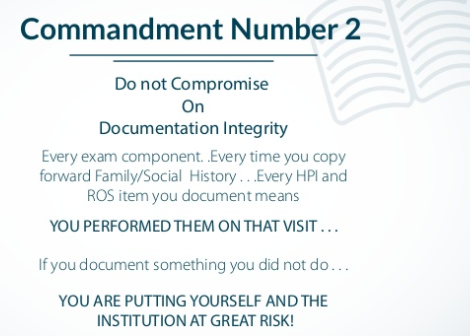 Commandment Number 2
Do not Compromise
On
Documentation Integrity
Every exam component. .Every time you copy
forward Family/Social History . . .Every HPI and
ROS item you document means
YOU PERFORMED THEM ON THAT VISIT . . .
If you document something you did not do . . .
YOU ARE PUTTING YOURSELF AND THE
INSTITUTION AT GREAT RISK!